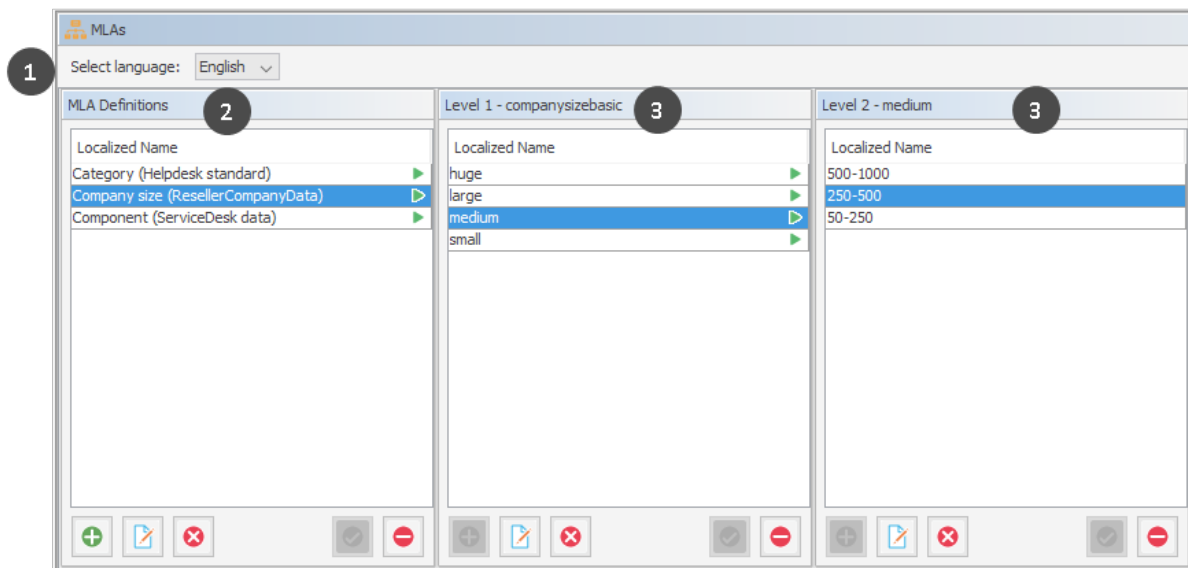 MLAs
1
Select language: English
MLA Definitions 2
Localized Name
Category (Helpdesk standard)
Company size (ResellerCompanyData)
Component (ServiceDesk data)
Level 1 - companysizebasic 3
Localized Name
huge
large
medium
small
Level 2 - medium 3
Localized Name
500-1000
250-500
50-250